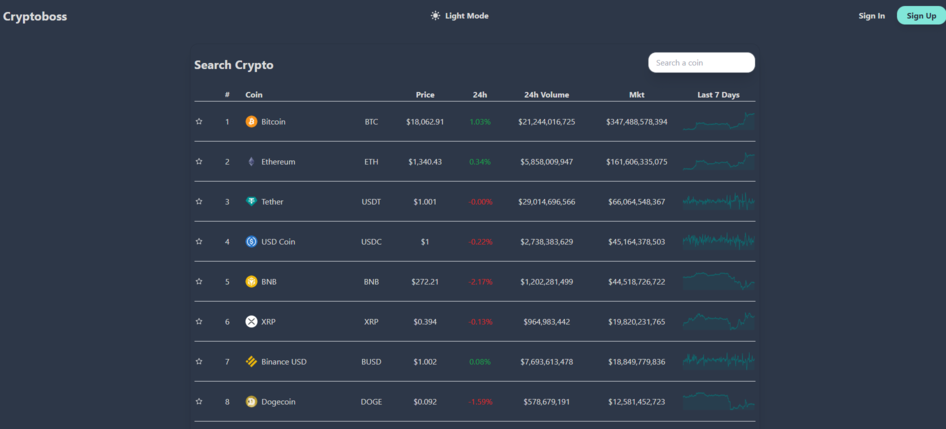 Cryptoboss Light Mode Sign In Sign Up
Search Crypto Search a coin
# Coin Price 24h 24h Volume Mkt Last 7 Days
1 Bitcoin BTC $18,062.91 1.03% $21,244,016,725 $347,488,578,394
2 Ethereum ETH $1,340.43 0.34% $5,858,009,947 $161,606,335,075
3 Tether USDT $1.001 -0.00% $29,014,696,566 $66,064,548,367
4 USD Coin USDC $1 -0.22% $2,738,383,629 $45,164,378,503
5 BNB BNB $272.21 -2.17% $1,202,281,499 $44,518,726,722
6 XRP XRP $0.394 -0.13% $964,983,442 $19,820,231,765
7 Binance USD BUSD $1.002 0.08% $7,693,613,478 $18,849,779,836
8 Dogecoin DOGE $0.092 -1.59% $578,679,191 $12,581,452,723